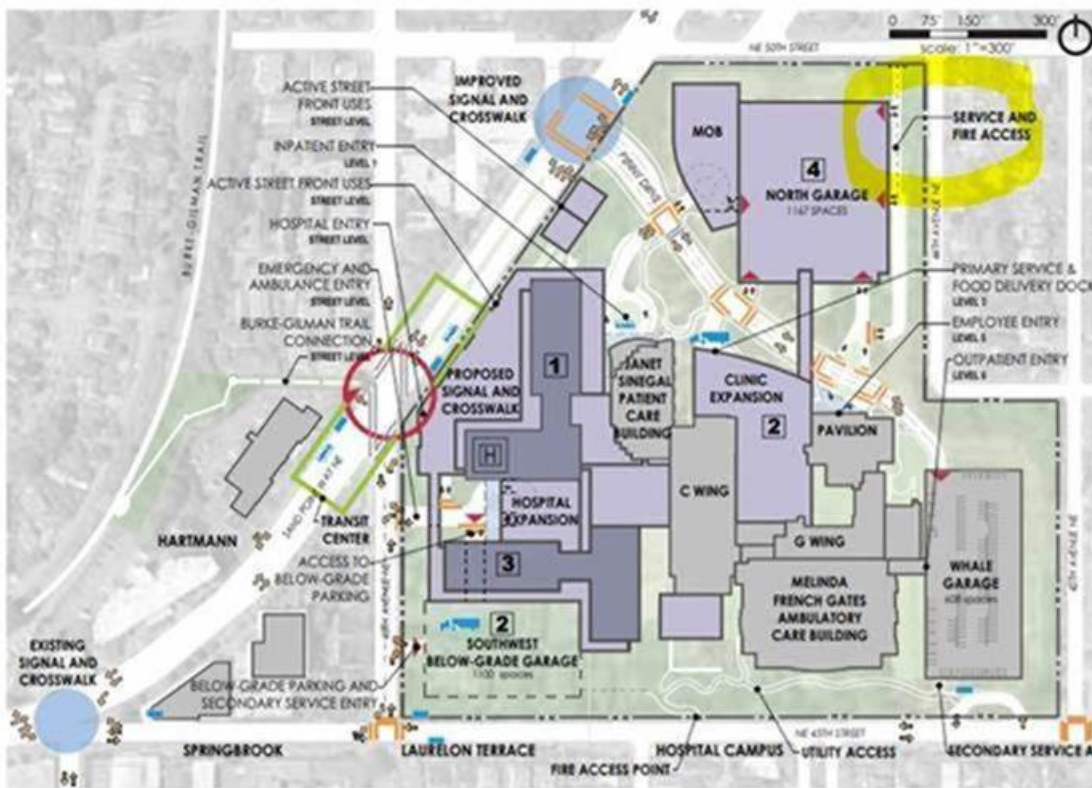 0 75' 150' 300'
scale: 1"=300'
NE 50TH STREET
ACTIVE STREET
FRONT USES
STREET LEVEL
IMPROVED
SIGNAL AND
CROSSWALK
MOB
SERVICE AND
FIRE ACCESS
INPATIENT ENTRY
LEVEL 1
ACTIVE STREET FRONT USES
STREET LEVEL
PENNY DRIVE
4
NORTH GARAGE
1167 SPACES
HOSPITAL ENTRY
STREET LEVEL
BURKE-GILMAN TRAIL
EMERGENCY AND
AMBULANCE ENTRY
STREET LEVEL
PRIMARY SERVICE &
FOOD DELIVERY DOCK
BURKE-GILMAN TRAIL
CONNECTION
STREET LEVEL
EMPLOYEE ENTRY
LEVEL 5
OUTPATIENT ENTRY
LEVEL 6
PROPOSED
SIGNAL AND
CROSSWALK
1
JANET
SINEGAL
PATIENT
CARE
BUILDING
CLINIC
EXPANSION
2
PAVILION
H
HOSPITAL
EXPANSION
C WING
G WING
HARTMANN
TRANSIT
CENTER
ACCESS TO
BELOW-GRADE
PARKING
3
MELINDA
FRENCH GATES
AMBULATORY
CARE BUILDING
WHALE
GARAGE
40TH AVENUE NE
EXISTING
SIGNAL AND
CROSSWALK
2
SOUTHWEST
BELOW-GRADE GARAGE
1100 spaces
BELOW-GRADE PARKING AND
SECONDARY SERVICE ENTRY
NE 45TH STREET
SPRINGBROOK
LAURELON TERRACE
HOSPITAL CAMPUS
UTILITY ACCESS
SECONDARY SERVICE A
FIRE ACCESS POINT